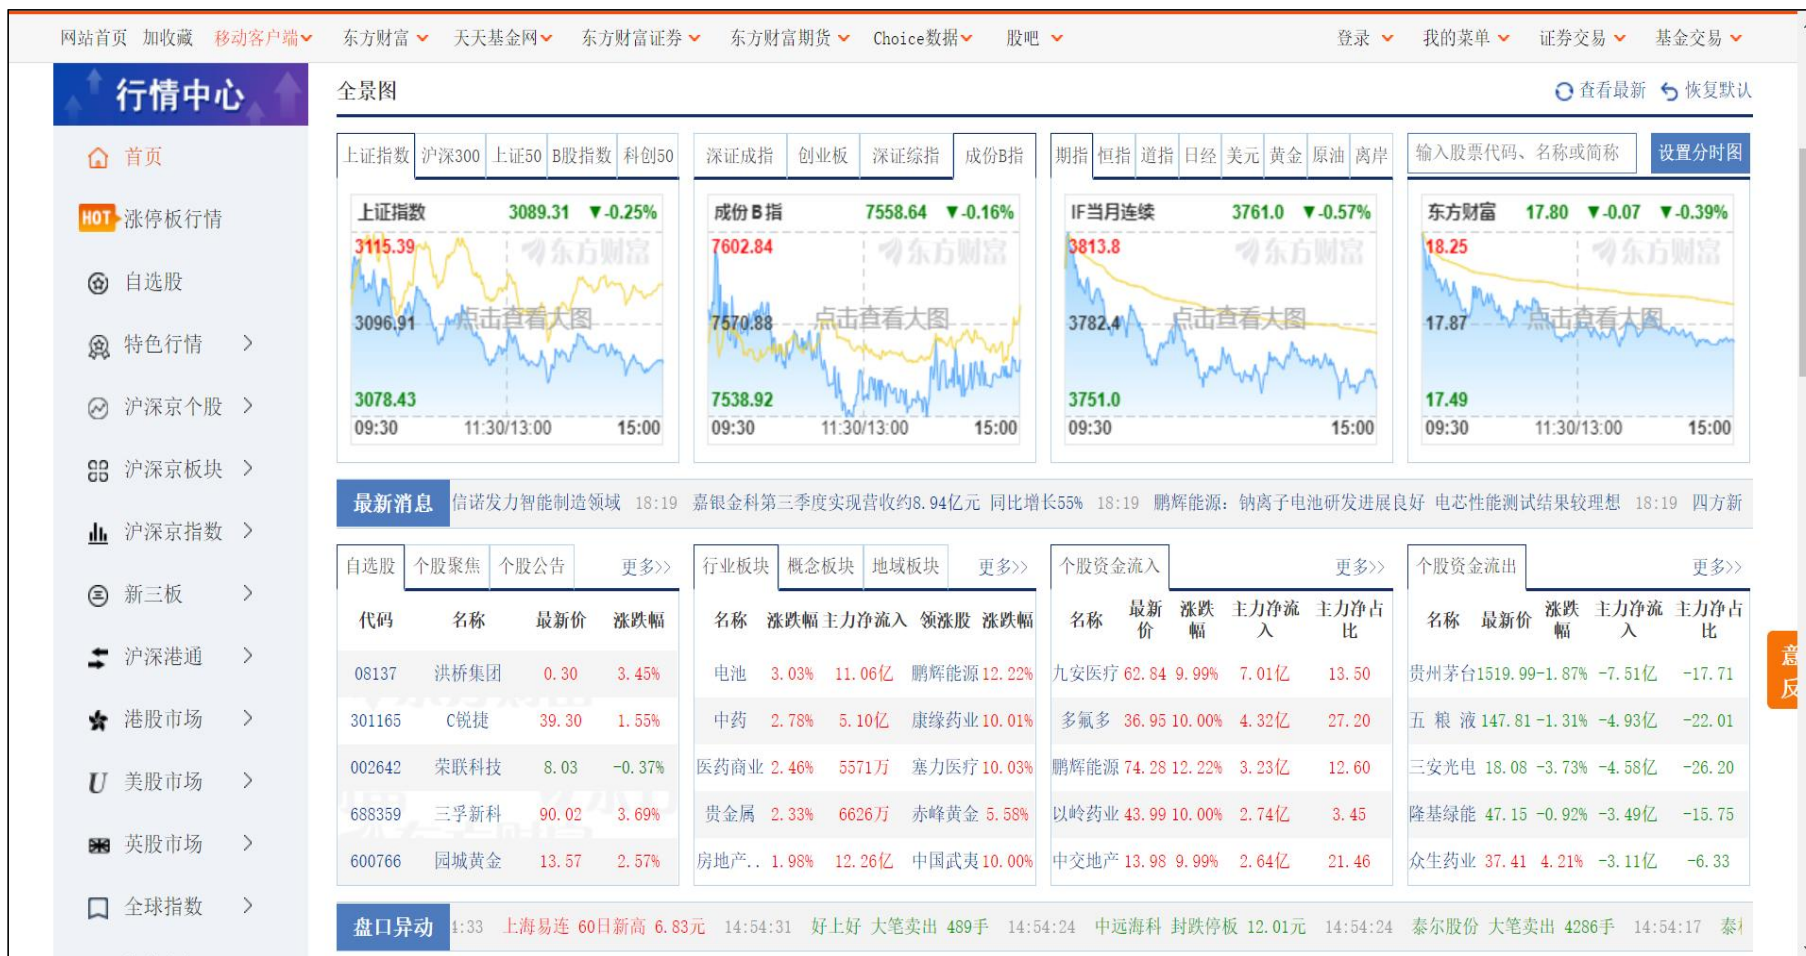 网站首页 加收藏 移动客户端 东方财富 天天基金网 东方财富证券 东方财富期货 Choice数据 股吧 登录 我的菜单 证券交易 基金交易
行情中心
首页
HOT 涨停板行情
自选股
特色行情
沪深京个股
沪深京板块
沪深京指数
新三板
沪深港通
港股市场
美股市场
英股市场
全球指数
全景图 查看最新 恢复默认
上证指数 沪深300 上证50 B股指数 科创50
上证指数 3089.31 ▼-0.25%
3115.39
东方财富
3096.91 点击查看大图
3078.43
09:30 11:30/13:00 15:00
深证成指 创业板 深证综指 成份B指
成份B指 7558.64 ▼-0.16%
7602.84
东方财富
7570.88 点击查看大图
7538.92
09:30 11:30/13:00 15:00
期指 恒指 道指 日经 美元 黄金 原油 离岸
IF当月连续 3761.0 ▼-0.57%
3813.8
东方财富
3782.4 点击查看大图
3751.0
09:30 15:00
输入股票代码、名称或简称 设置分时图
东方财富 17.80 ▼-0.07 ▼-0.39%
18.25
东方财富
17.87 点击查看大图
17.49
09:30 11:30/13:00 15:00
最新消息 信诺发力智能制造领域 18:19 嘉银金科第三季度实现营收约8.94亿元 同比增长55% 18:19 鹏辉能源：钠离子电池研发进展良好 电芯性能测试结果较理想 18:19 四方新
自选股 个股聚焦 个股公告 更多>>
代码 名称 最新价 涨跌幅
08137 洪桥集团 0.30 3.45%
301165 C锐捷 39.30 1.55%
002642 荣联科技 8.03 -0.37%
688359 三孚新科 90.02 3.69%
600766 园城黄金 13.57 2.57%
行业板块 概念板块 地域板块 更多>>
名称 涨跌幅 主力净流入 领涨股 涨跌幅
电池 3.03% 11.06亿 鹏辉能源 12.22%
中药 2.78% 5.10亿 康缘药业 10.01%
医药商业 2.46% 5571万 塞力医疗 10.03%
贵金属 2.33% 6626万 赤峰黄金 5.58%
房地产.. 1.98% 12.26亿 中国武夷 10.00%
个股资金流入 更多>>
名称 最新价 涨跌幅 主力净流入 主力净占比
九安医疗 62.84 9.99% 7.01亿 13.50
多氟多 36.95 10.00% 4.32亿 27.20
鹏辉能源 74.28 12.22% 3.23亿 12.60
以岭药业 43.99 10.00% 2.74亿 3.45
中交地产 13.98 9.99% 2.64亿 21.46
个股资金流出 更多>>
名称 最新价 涨跌幅 主力净流入 主力净占比
贵州茅台 1519.99 -1.87% -7.51亿 -17.71
五 粮 液 147.81 -1.31% -4.93亿 -22.01
三安光电 18.08 -3.73% -4.58亿 -26.20
隆基绿能 47.15 -0.92% -3.49亿 -15.75
众生药业 37.41 4.21% -3.11亿 -6.33
意
反
盘口异动 4:33 上海易连 60日新高 6.83元 14:54:31 好上好 大笔卖出 489手 14:54:24 中远海科 封跌停板 12.01元 14:54:24 泰尔股份 大笔卖出 4286手 14:54:17 泰